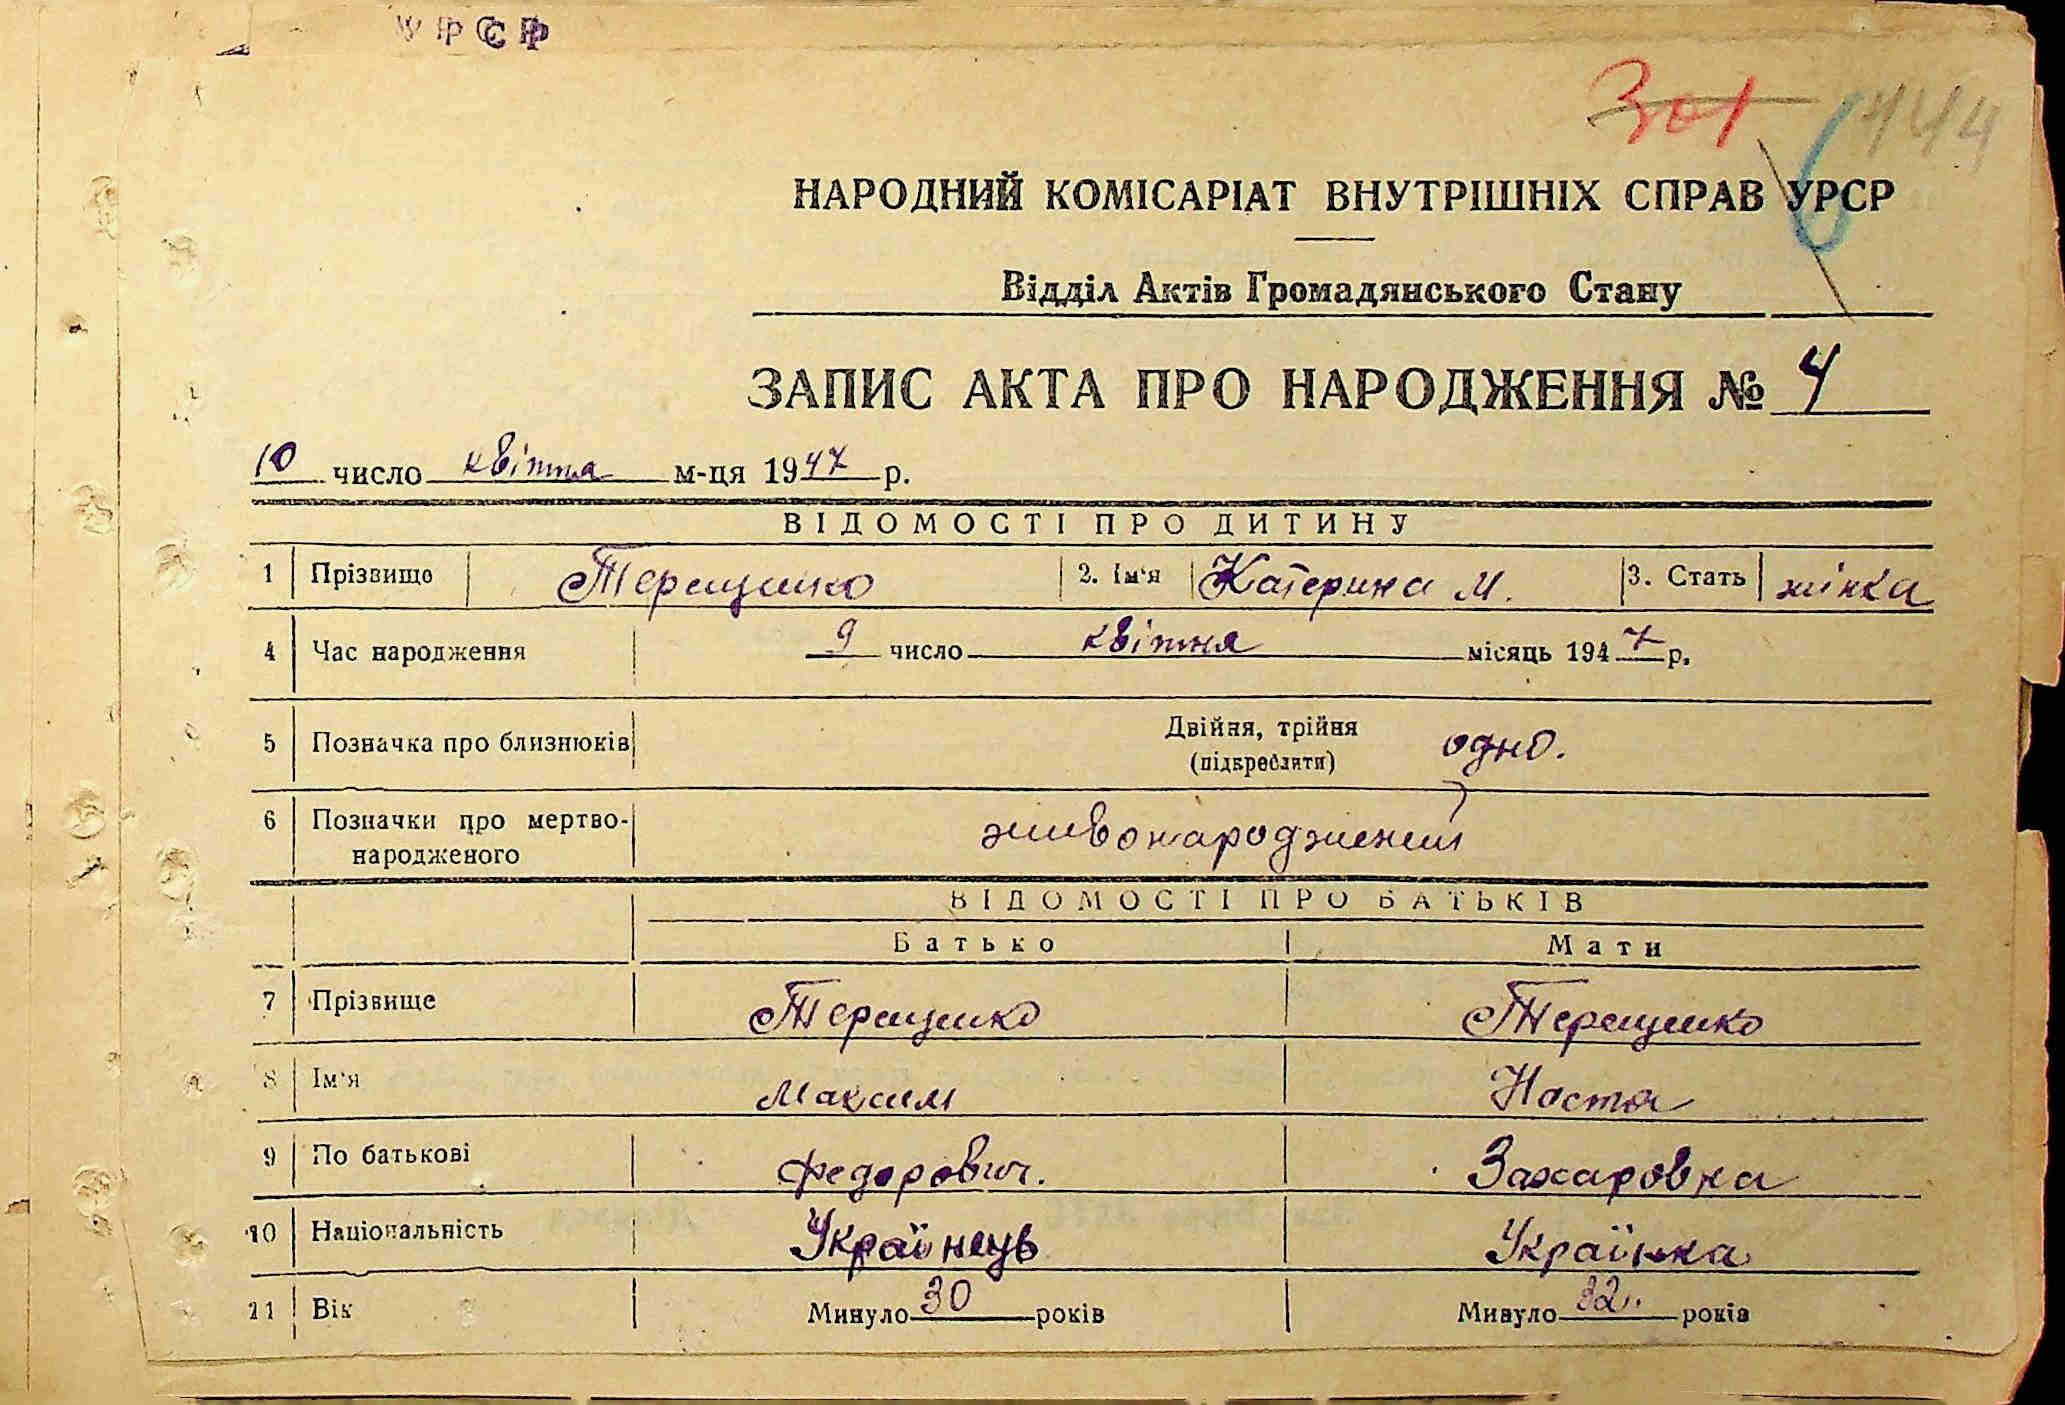 УРСР
301 6 444
НАРОДНИЙ КОМІСАРІАТ ВНУТРІШНІХ СПРАВ УРСР
Відділ Актів Громадянського Стану
ЗАПИС АКТА ПРО НАРОДЖЕННЯ № 4
10 число квітня м-ця 1947 р.
ВІДОМОСТІ ПРО ДИТИНУ
1 Прізвище Терещенко 2. Ім'я Катерина М. 3. Стать жінка
4 Час народження 9 число квітня місяць 1947 р.
5 Позначка про близнюків Двійня, трійня (підкреслити) одно.
6 Позначки про мертво-
народженого живонароджений
ВІДОМОСТІ ПРО БАТЬКІВ
Батько Мати
7 Прізвище Терещенко Терещенко
8 Ім'я Максим Настя
9 По батькові Федорович. Захаровна
10 Національність Українець Українка
11 Вік Минуло 30 років Минуло 32 років